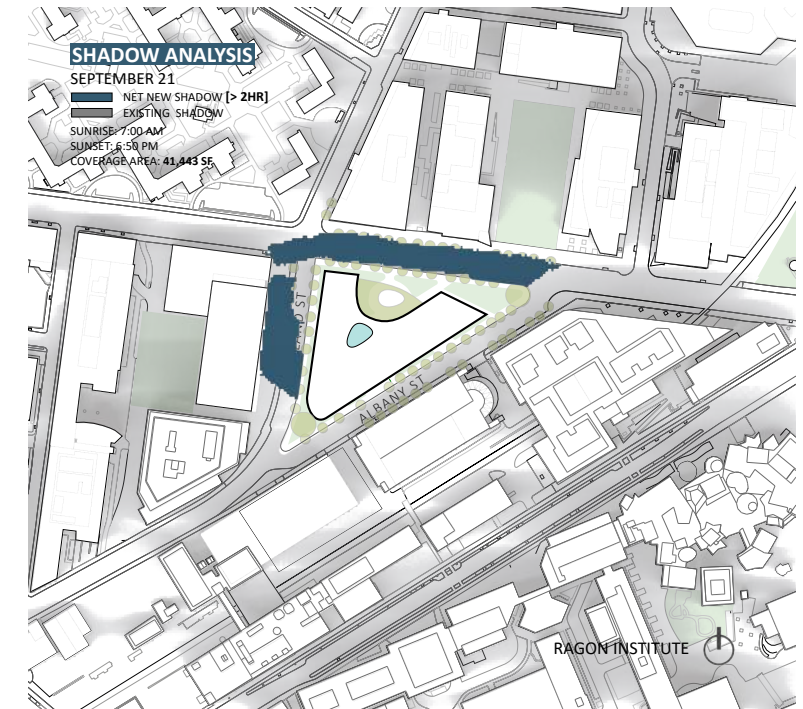 SHADOW ANALYSIS
SEPTEMBER 21
NET NEW SHADOW [> 2HR]
EXISTING SHADOW
SUNRISE: 7:00 AM
SUNSET: 6:50 PM
COVERAGE AREA: 41,443 SF
ST
ALBANY ST
RAGON INSTITUTE